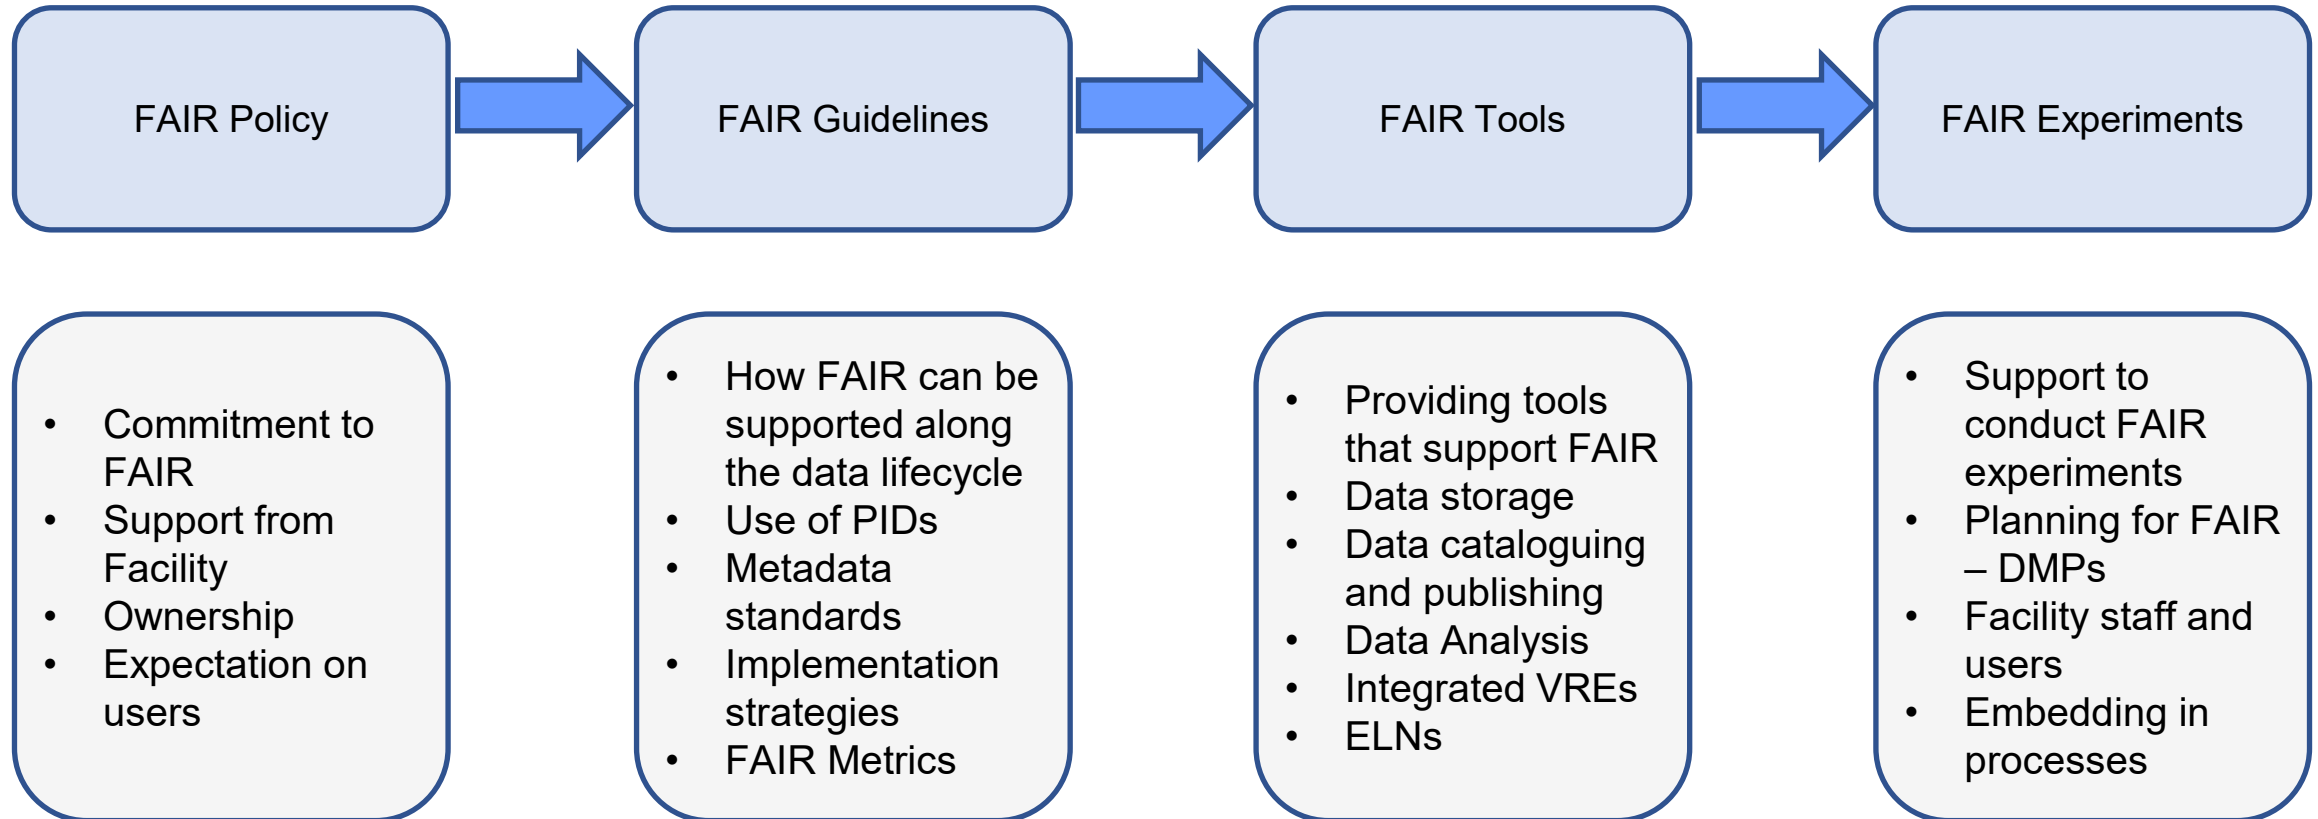 FAIR Policy
FAIR Guidelines
FAIR Tools
FAIR Experiments
• Commitment to
FAIR
• Support from
Facility
• Ownership
• Expectation on
users
• How FAIR can be
supported along
the data lifecycle
• Use of PIDs
• Metadata
standards
• Implementation
strategies
• FAIR Metrics
• Providing tools
that support FAIR
• Data storage
• Data cataloguing
and publishing
• Data Analysis
• Integrated VREs
• ELNs
• Support to
conduct FAIR
experiments
• Planning for FAIR
– DMPs
• Facility staff and
users
• Embedding in
processes